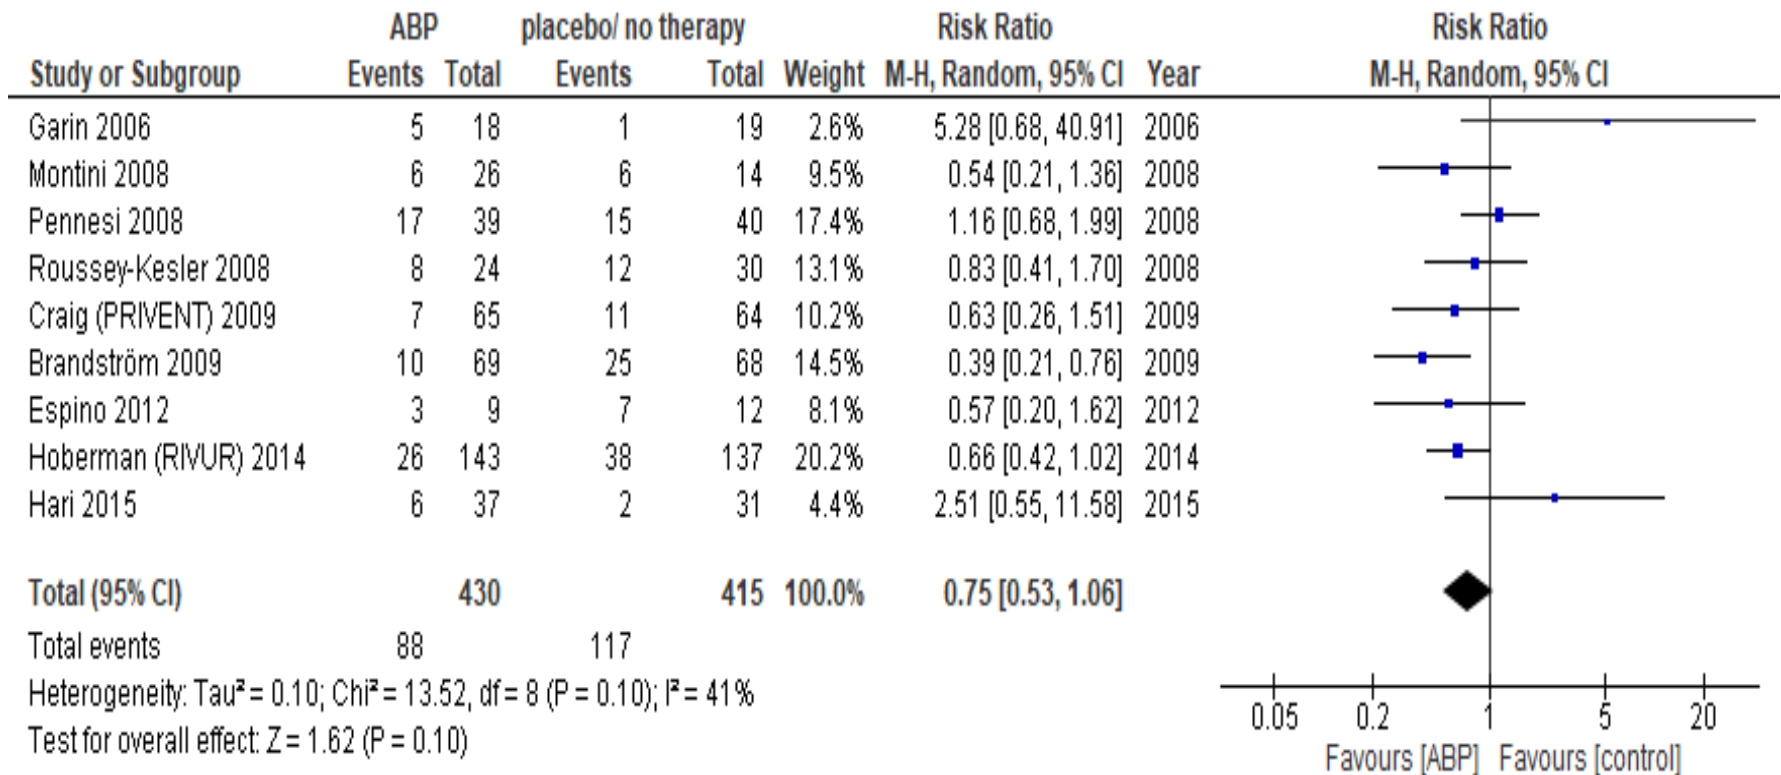 ABP placebo/ no therapy Risk Ratio Risk Ratio
Study or Subgroup Events Total Events Total Weight M-H, Random, 95% CI Year M-H, Random, 95% CI
Garin 2006 5 18 1 19 2.6% 5.28 [0.68, 40.91] 2006
Montini 2008 6 26 6 14 9.5% 0.54 [0.21, 1.36] 2008
Pennesi 2008 17 39 15 40 17.4% 1.16 [0.68, 1.99] 2008
Roussey-Kesler 2008 8 24 12 30 13.1% 0.83 [0.41, 1.70] 2008
Craig (PRIVENT) 2009 7 65 11 64 10.2% 0.63 [0.26, 1.51] 2009
Brandström 2009 10 69 25 68 14.5% 0.39 [0.21, 0.76] 2009
Espino 2012 3 9 7 12 8.1% 0.57 [0.20, 1.62] 2012
Hoberman (RIVUR) 2014 26 143 38 137 20.2% 0.66 [0.42, 1.02] 2014
Hari 2015 6 37 2 31 4.4% 2.51 [0.55, 11.58] 2015
Total (95% CI) 430 415 100.0% 0.75 [0.53, 1.06]
Total events 88 117
Heterogeneity: Tau² = 0.10; Chi² = 13.52, df = 8 (P = 0.10); I² = 41%
Test for overall effect: Z = 1.62 (P = 0.10)
0.05 0.2 1 5 20
Favours [ABP] Favours [control]